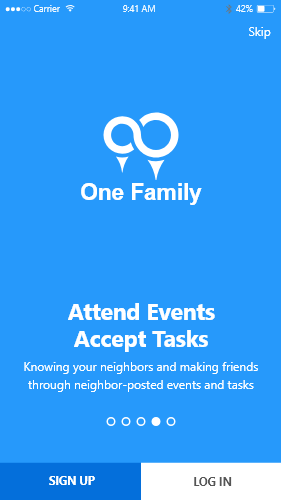 Carrier 9:41 AM 42%
Skip
One Family
Attend Events
Accept Tasks
Knowing your neighbors and making friends
through neighbor-posted events and tasks
SIGN UP LOG IN